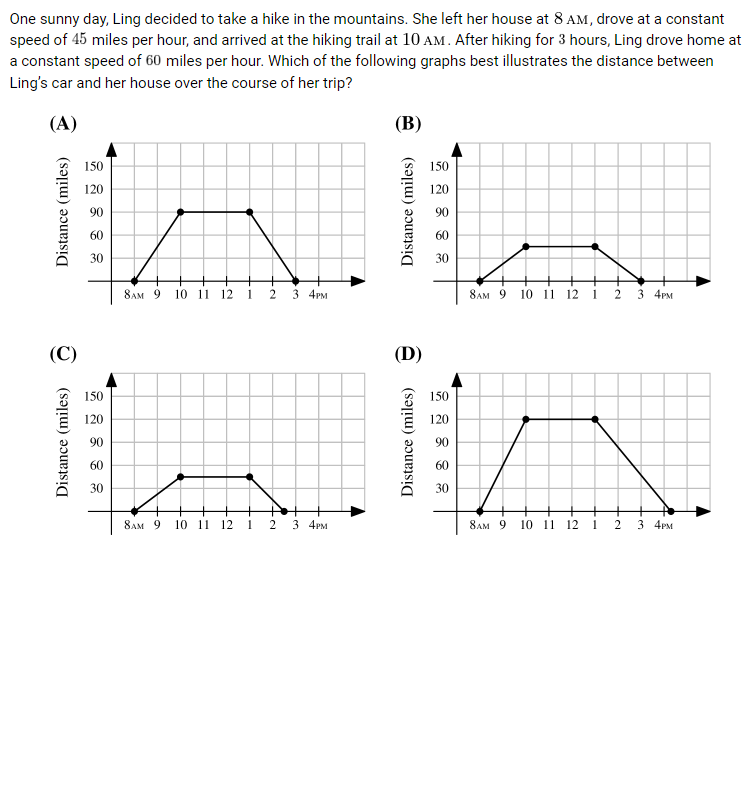 One sunny day, Ling decided to take a hike in the mountains. She left her house at 8 AM, drove at a constant
speed of 45 miles per hour, and arrived at the hiking trail at 10 AM. After hiking for 3 hours, Ling drove home at
a constant speed of 60 miles per hour. Which of the following graphs best illustrates the distance between
Ling's car and her house over the course of her trip?
(A)
Distance (miles)
150
120
90
60
30
8AM 9 10 11 12 1 2 3 4PM
(B)
Distance (miles)
150
120
90
60
30
8AM 9 10 11 12 1 2 3 4PM
(C)
Distance (miles)
150
120
90
60
30
8AM 9 10 11 12 1 2 3 4PM
(D)
Distance (miles)
150
120
90
60
30
8AM 9 10 11 12 1 2 3 4PM